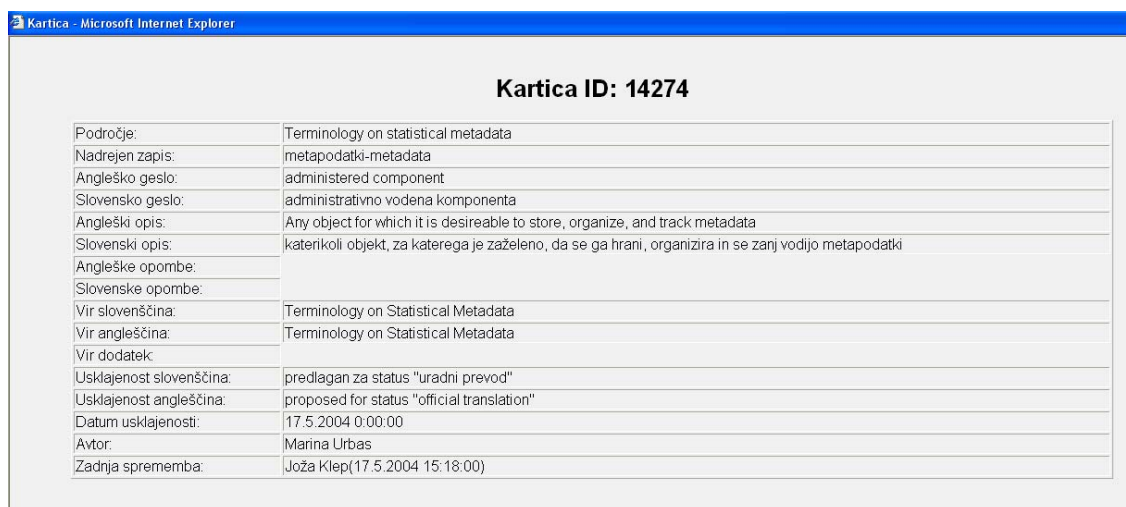 Kartica - Microsoft Internet Explorer
Kartica ID: 14274
Področje: Terminology on statistical metadata
Nadrejen zapis: metapodatki-metadata
Angleško geslo: administered component
Slovensko geslo: administrativno vodena komponenta
Angleški opis: Any object for which it is desireable to store, organize, and track metadata
Slovenski opis: katerikoli objekt, za katerega je zaželeno, da se ga hrani, organizira in se zanj vodijo metapodatki
Angleške opombe:
Slovenske opombe:
Vir slovenščina: Terminology on Statistical Metadata
Vir angleščina: Terminology on Statistical Metadata
Vir dodatek:
Usklajenost slovenščina: predlagan za status "uradni prevod"
Usklajenost angleščina: proposed for status "official translation"
Datum usklajenosti: 17.5.2004 0:00:00
Avtor: Marina Urbas
Zadnja sprememba: Joža Klep(17.5.2004 15:18:00)